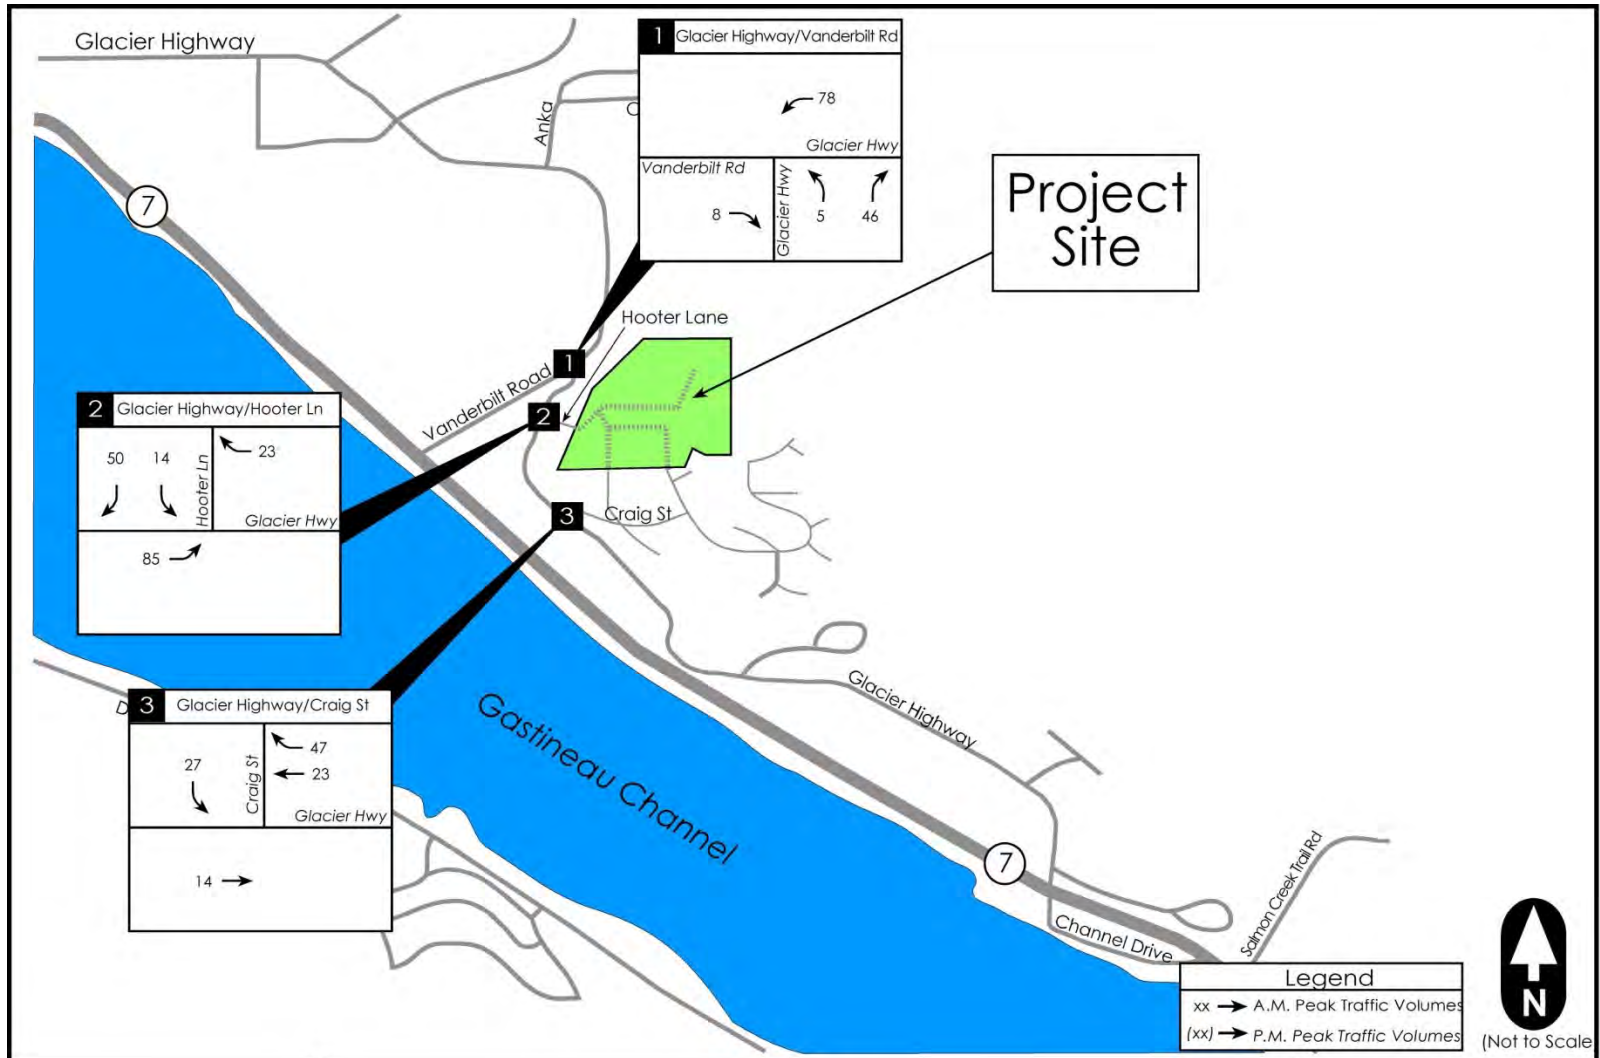 Glacier Highway
1 Glacier Highway/Vanderbilt Rd
78
Glacier Hwy
Vanderbilt Rd
Glacier Hwy
8
5
46
Anka
7
Project
Site
Hooter Lane
1
Vanderbilt Road
2
2 Glacier Highway/Hooter Ln
50
14
Hooter Ln
23
Glacier Hwy
85
3
Craig St
3 Glacier Highway/Craig St
27
Craig St
47
23
Glacier Hwy
14
Gastineau Channel
Glacier Highway
7
Salmon Creek Trail Rd
Channel Drive
Legend
xx A.M. Peak Traffic Volumes
(xx) P.M. Peak Traffic Volumes
N
(Not to Scale